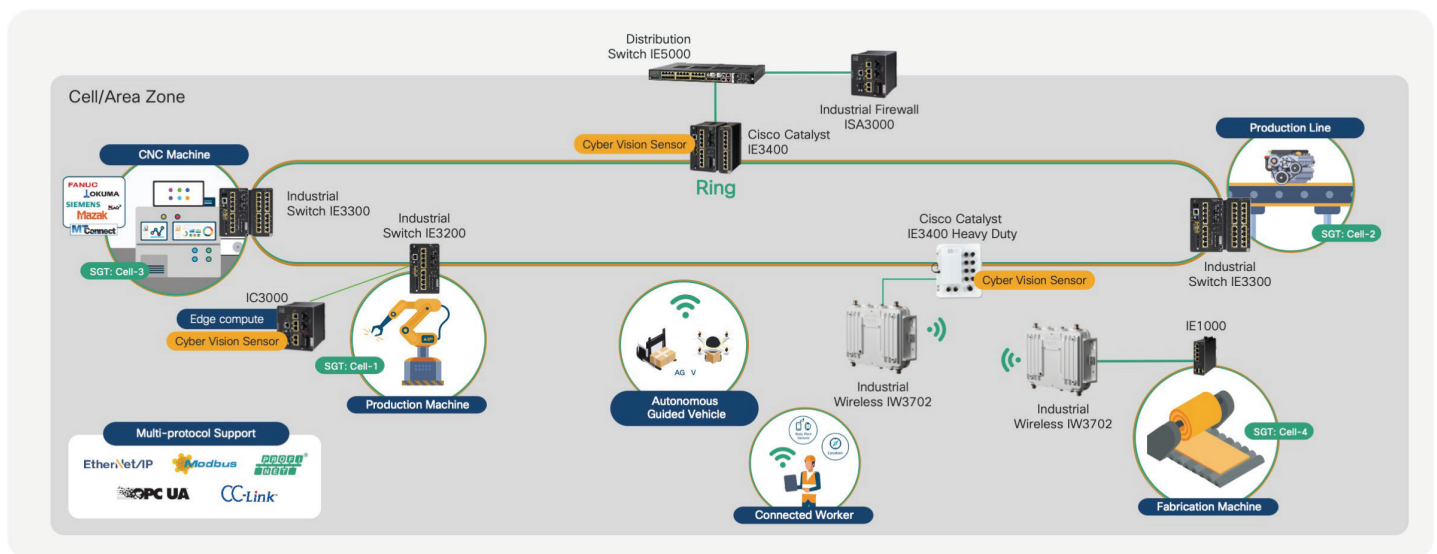 Distribution
Switch IE5000
Industrial Firewall
ISA3000
Cell/Area Zone
Cyber Vision Sensor
Cisco Catalyst
IE3400
Ring
CNC Machine
FANUC
OKUMA
SIEMENS
Mazak
MTConnect
SGT: Cell-3
Industrial
Switch IE3300
Industrial
Switch IE3200
Cisco Catalyst
IE3400 Heavy Duty
Cyber Vision Sensor
Production Line
SGT: Cell-2
Industrial
Switch IE3300
IC3000
Edge compute
Cyber Vision Sensor
SGT: Cell-1
Production Machine
AG V
Autonomous
Guided Vehicle
Industrial
Wireless IW3702
Industrial
Wireless IW3702
IE1000
SGT: Cell-4
Fabrication Machine
Location
Connected Worker
Multi-protocol Support
EtherNet/IP
Modbus
PROFI
NET
OPC UA
CC-Link